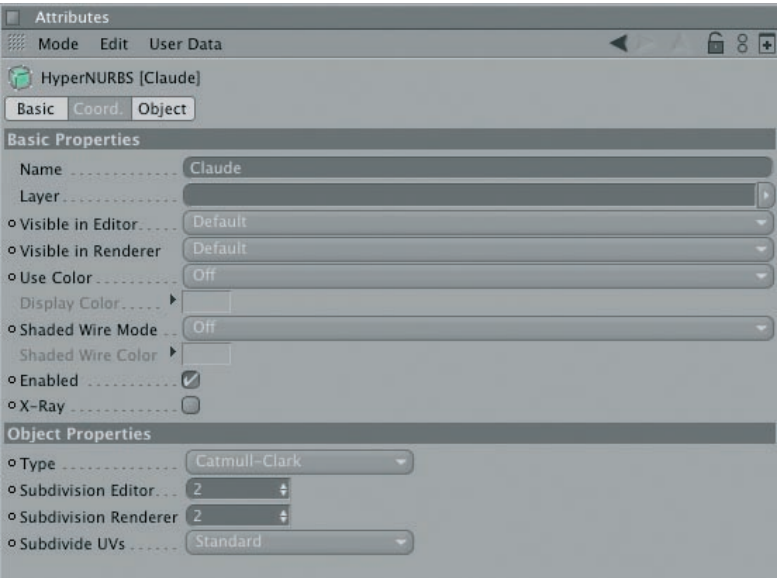 Attributes
Mode Edit User Data
HyperNURBS [Claude]
Basic Coord. Object
Basic Properties
Name Claude
Layer
Visible in Editor Default
Visible in Renderer Default
Use Color Off
Display Color
Shaded Wire Mode Off
Shaded Wire Color
Enabled
X-Ray
Object Properties
Type Catmull-Clark
Subdivision Editor 2
Subdivision Renderer 2
Subdivide UVs Standard